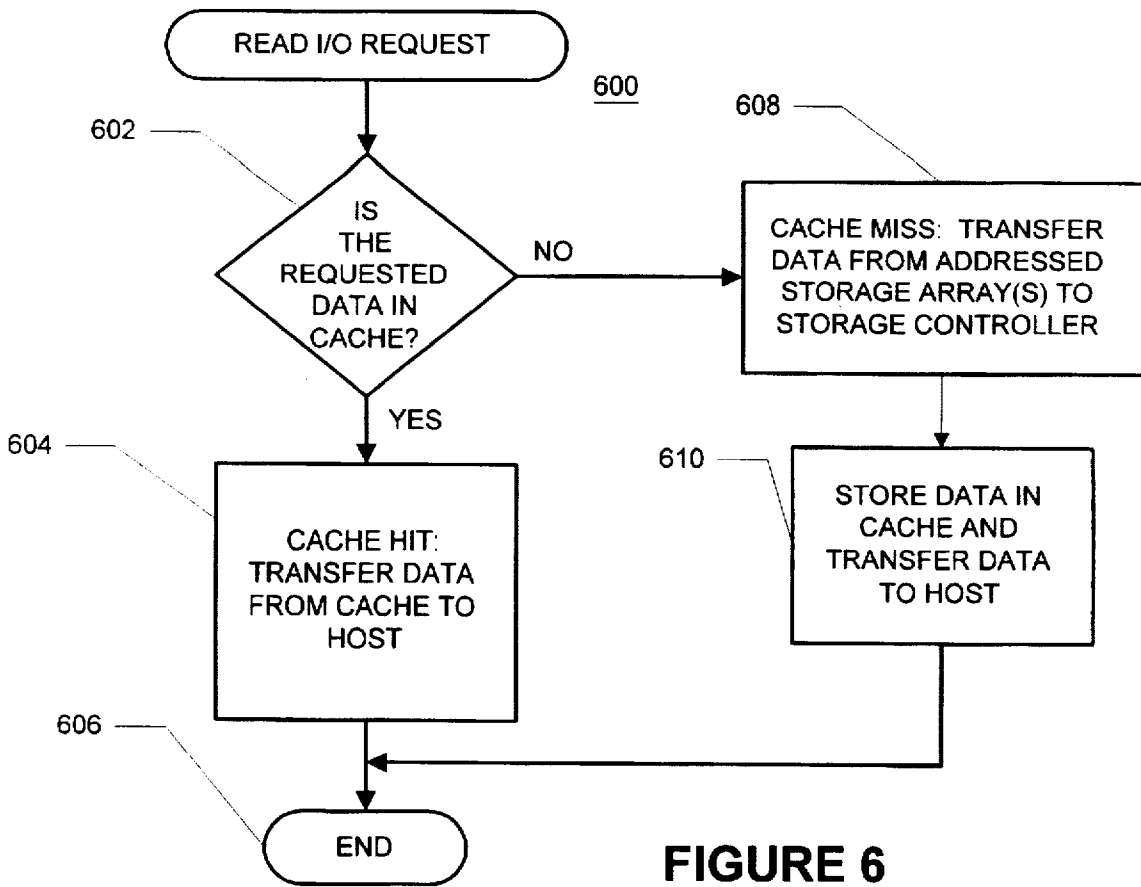 READ I/O REQUEST
600
602
608
IS
THE
REQUESTED
DATA IN
CACHE?
NO
CACHE MISS: TRANSFER
DATA FROM ADDRESSED
STORAGE ARRAY(S) TO
STORAGE CONTROLLER
YES
604
610
CACHE HIT:
TRANSFER DATA
FROM CACHE TO
HOST
STORE DATA IN
CACHE AND
TRANSFER DATA
TO HOST
606
END
FIGURE 6